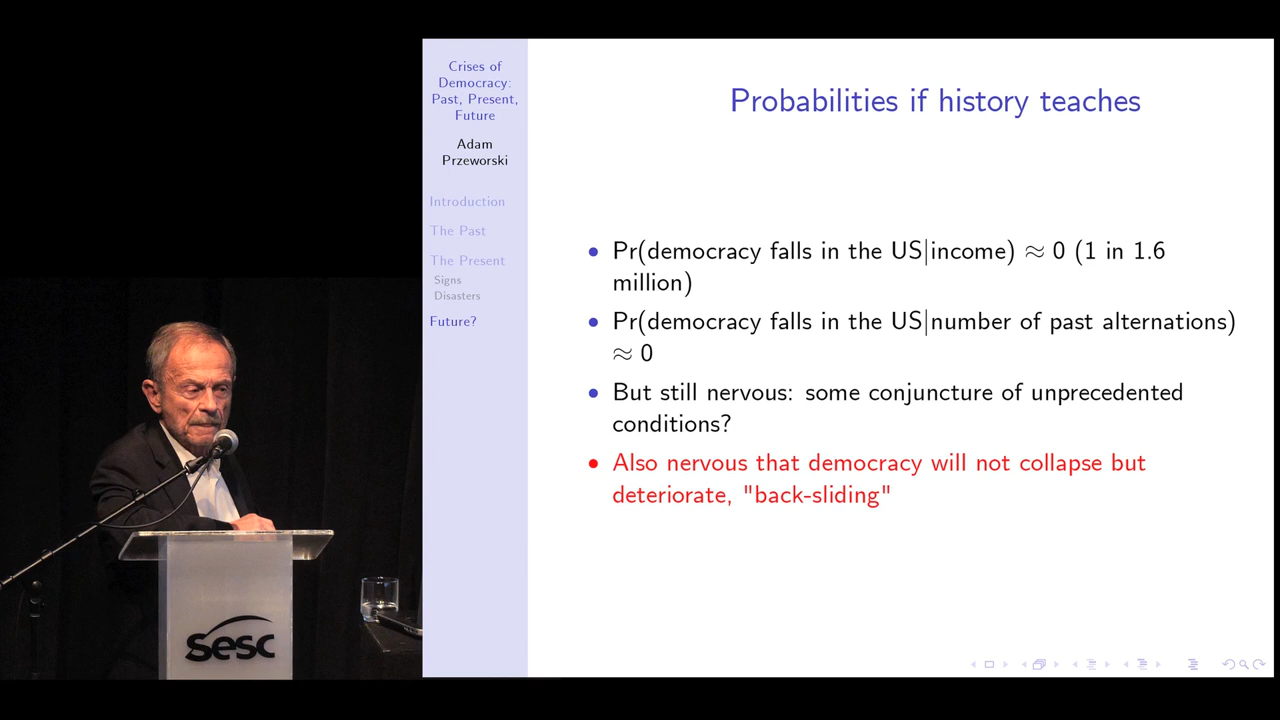 Crises of
Democracy:
Past, Present,
Future
Adam
Przeworski
Introduction
The Past
The Present
Signs
Disasters
Future?
Probabilities if history teaches
• Pr(democracy falls in the US|income) ≈ 0 (1 in 1.6
million)
• Pr(democracy falls in the US|number of past alternations)
≈ 0
• But still nervous: some conjuncture of unprecedented
conditions?
• Also nervous that democracy will not collapse but
deteriorate, "back-sliding"
sesc